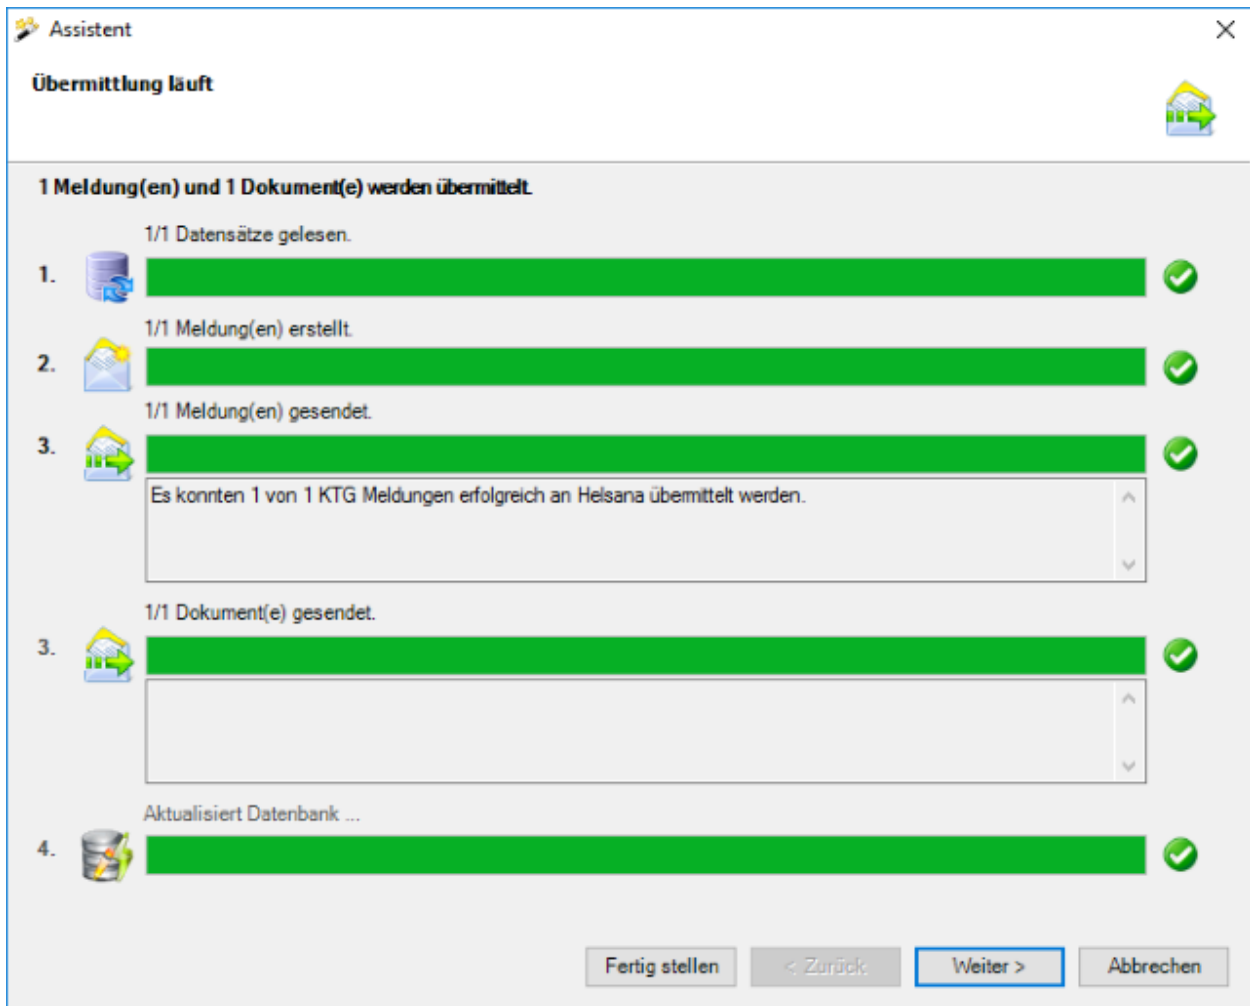 Assistent
Übermittlung läuft
1 Meldung(en) und 1 Dokument(e) werden übermittelt.
1/1 Datensätze gelesen.
1.
1/1 Meldung(en) erstellt.
2.
1/1 Meldung(en) gesendet.
3.
Es konnten 1 von 1 KTG Meldungen erfolgreich an Helsana übermittelt werden.
1/1 Dokument(e) gesendet.
3.
Aktualisiert Datenbank ...
4.
Fertig stellen < Zurück Weiter > Abbrechen